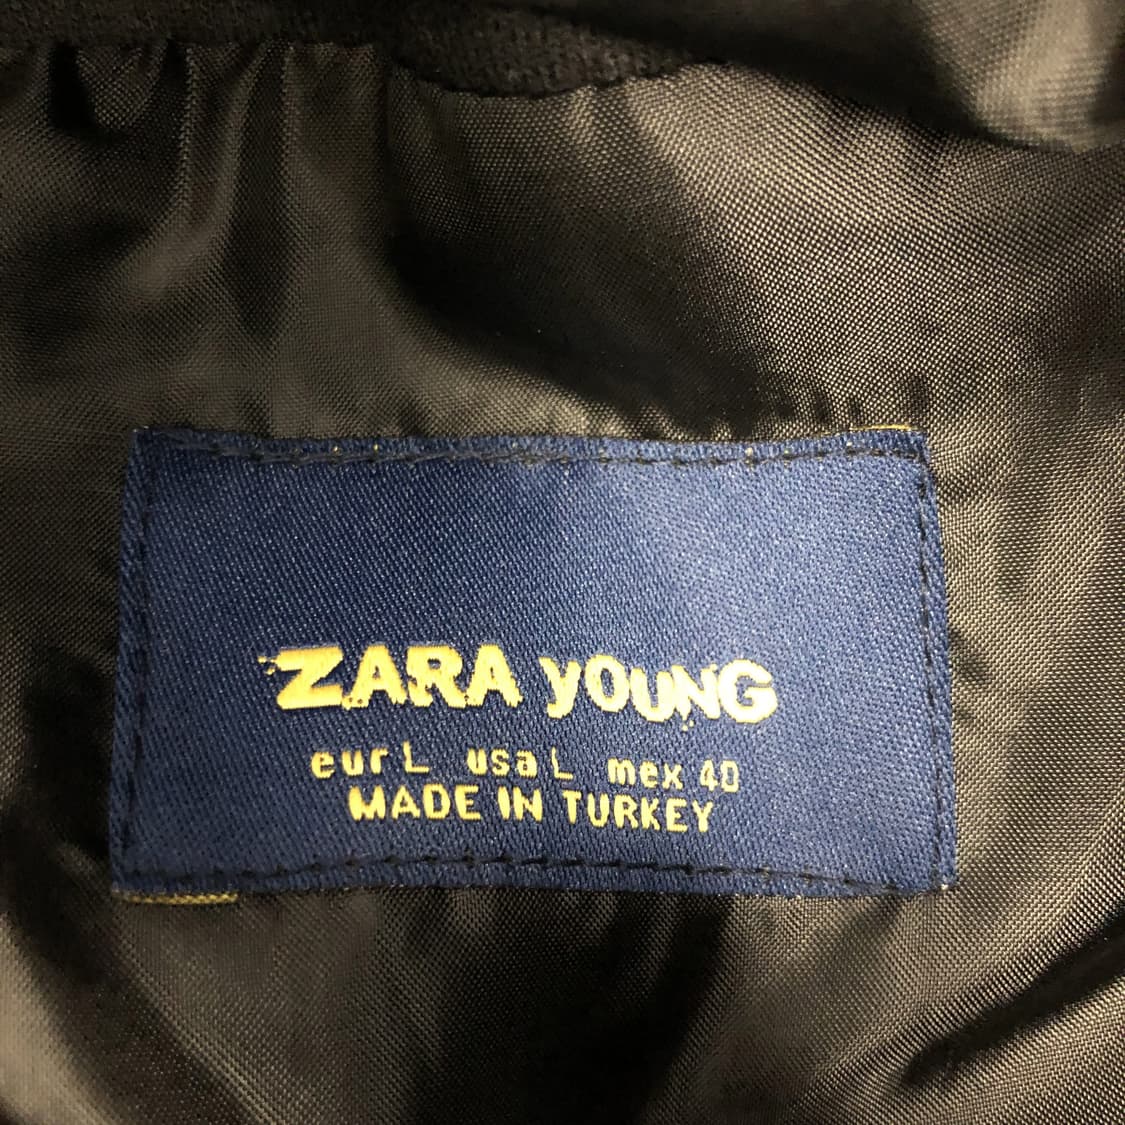 ZARA YOUNG
eur L usa L mex 40
MADE IN TURKEY